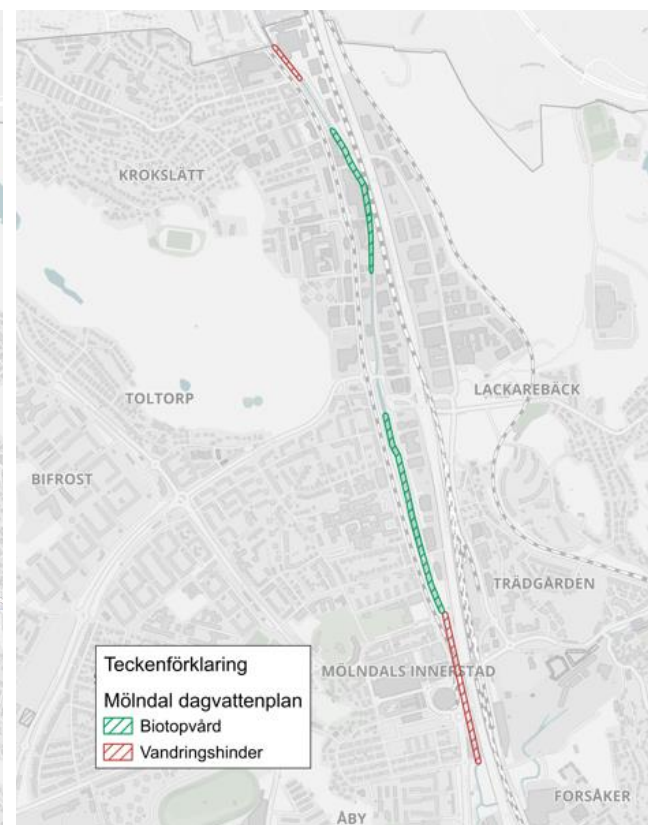 KROKSLÄTT
TOLTORP
LACKAREBÄCK
BIFROST
TRÄDGÅRDEN
MÖLNDALS INNERSTAD
Teckenförklaring
Mölndal dagvattenplan
Biotopvård
Vandringshinder
FORSÅKER
ÅBY